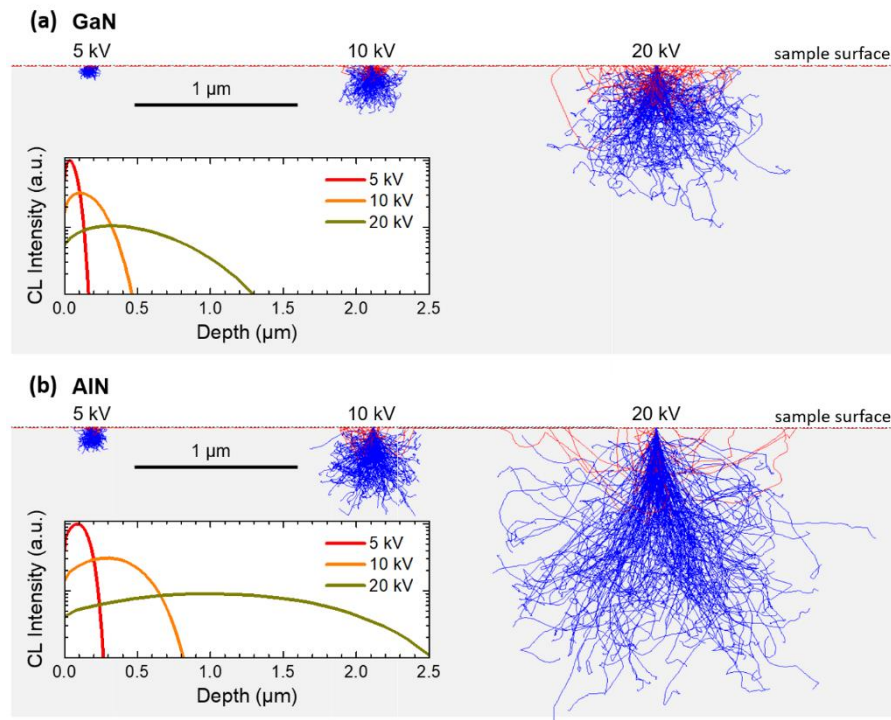 (a) GaN
5 kV 10 kV 20 kV sample surface
1 µm
CL Intensity (a.u.)
5 kV
10 kV
20 kV
0.0 0.5 1.0 1.5 2.0 2.5
Depth (µm)
(b) AlN
5 kV 10 kV 20 kV sample surface
1 µm
CL Intensity (a.u.)
5 kV
10 kV
20 kV
0.0 0.5 1.0 1.5 2.0 2.5
Depth (µm)